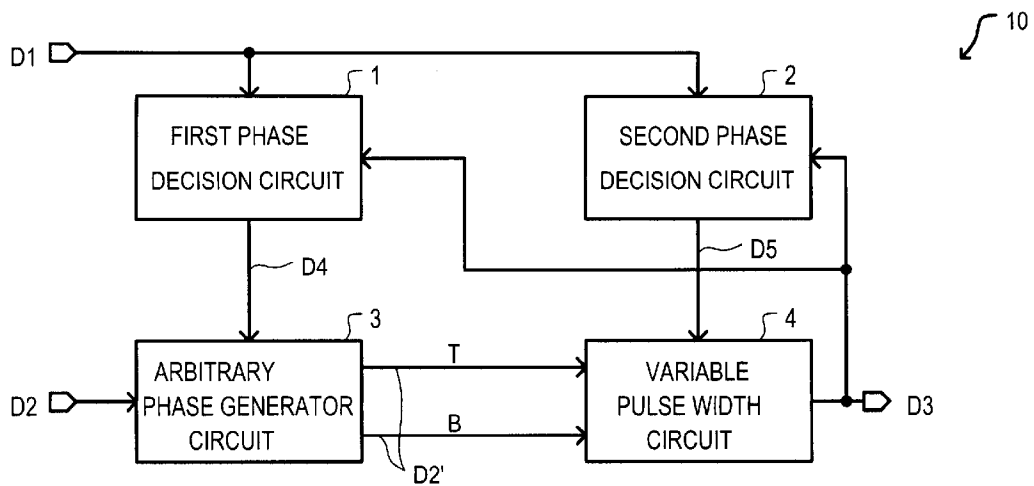 10
D1
1
2
FIRST PHASE
DECISION CIRCUIT
SECOND PHASE
DECISION CIRCUIT
D4
D5
3
4
T
ARBITRARY
PHASE GENERATOR
CIRCUIT
VARIABLE
PULSE WIDTH
CIRCUIT
D2
D3
B
D2'